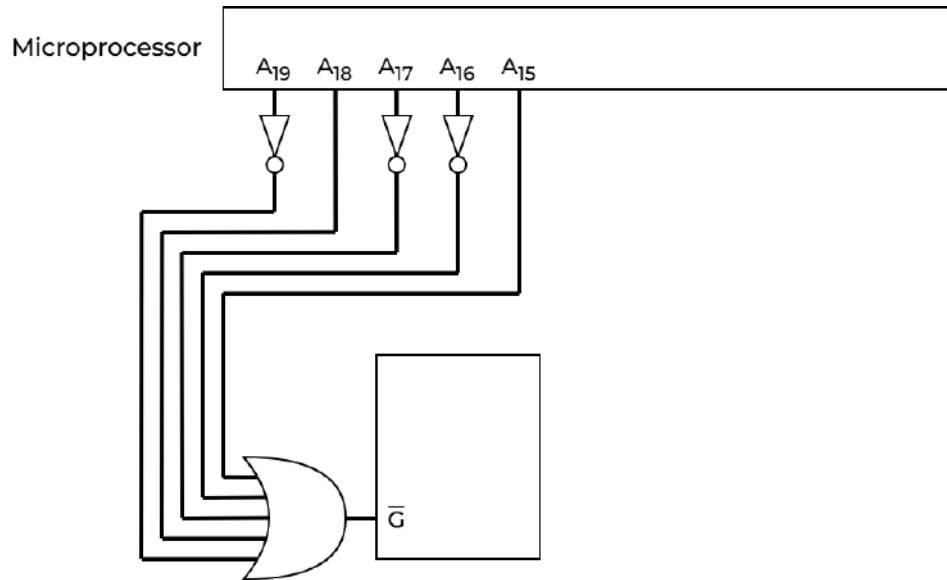 Microprocessor
A₁₉ A₁₈ A₁₇ A₁₆ A₁₅
G̅